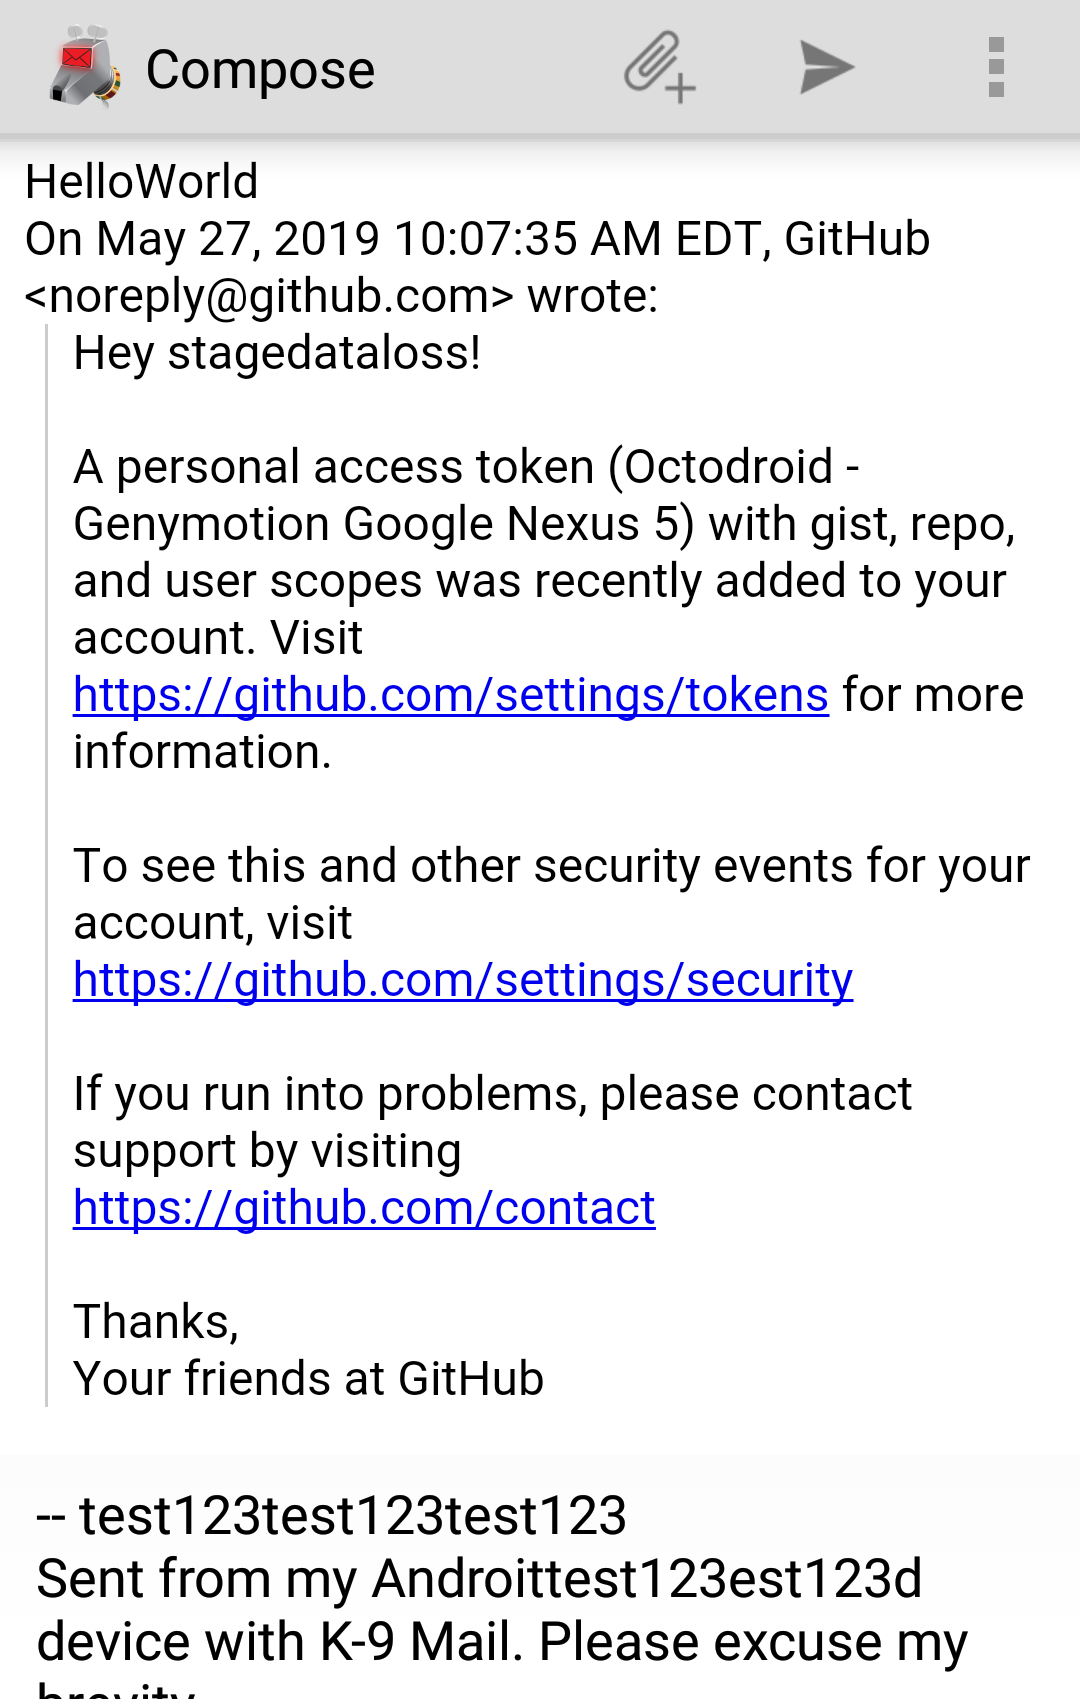 Compose
HelloWorld
On May 27, 2019 10:07:35 AM EDT, GitHub
<noreply@github.com> wrote:
Hey stagedataloss!
A personal access token (Octodroid -
Genymotion Google Nexus 5) with gist, repo,
and user scopes was recently added to your
account. Visit
https://github.com/settings/tokens for more
information.
To see this and other security events for your
account, visit
https://github.com/settings/security
If you run into problems, please contact
support by visiting
https://github.com/contact
Thanks,
Your friends at GitHub
-- test123test123test123
Sent from my Androittest123est123d
device with K-9 Mail. Please excuse my
brevity